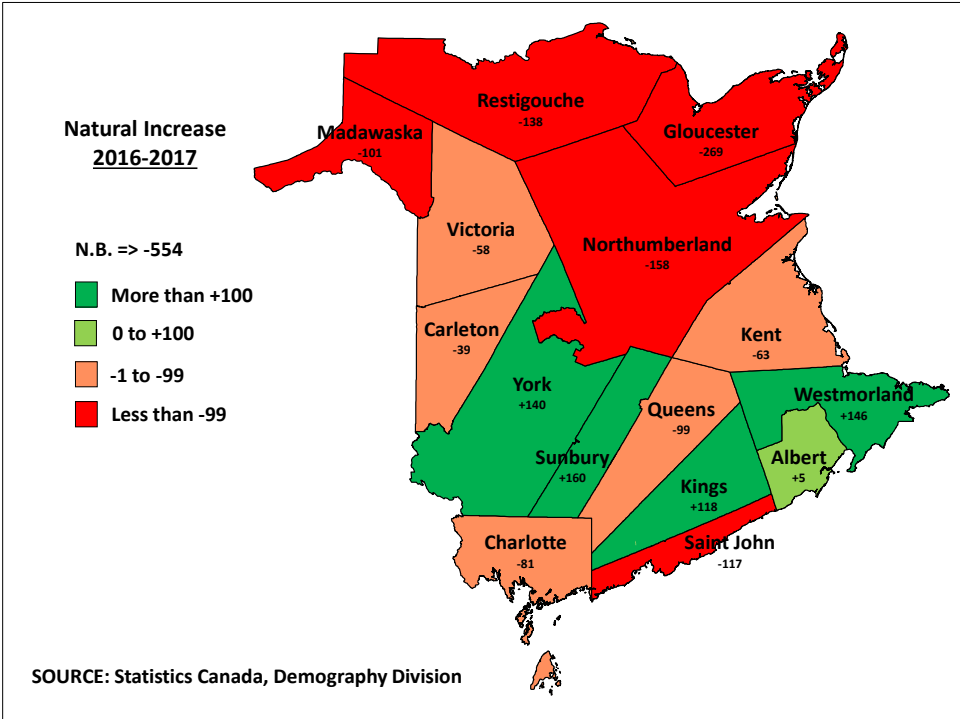 Natural Increase
2016-2017
N.B. => -554
More than +100
0 to +100
-1 to -99
Less than -99
Restigouche
-138
Madawaska
-101
Gloucester
-269
Victoria
-58
Northumberland
-158
Carleton
-39
Kent
-63
York
+140
Westmorland
+146
Queens
-99
Sunbury
+160
Albert
+5
Kings
+118
Charlotte
-81
Saint John
-117
SOURCE: Statistics Canada, Demography Division